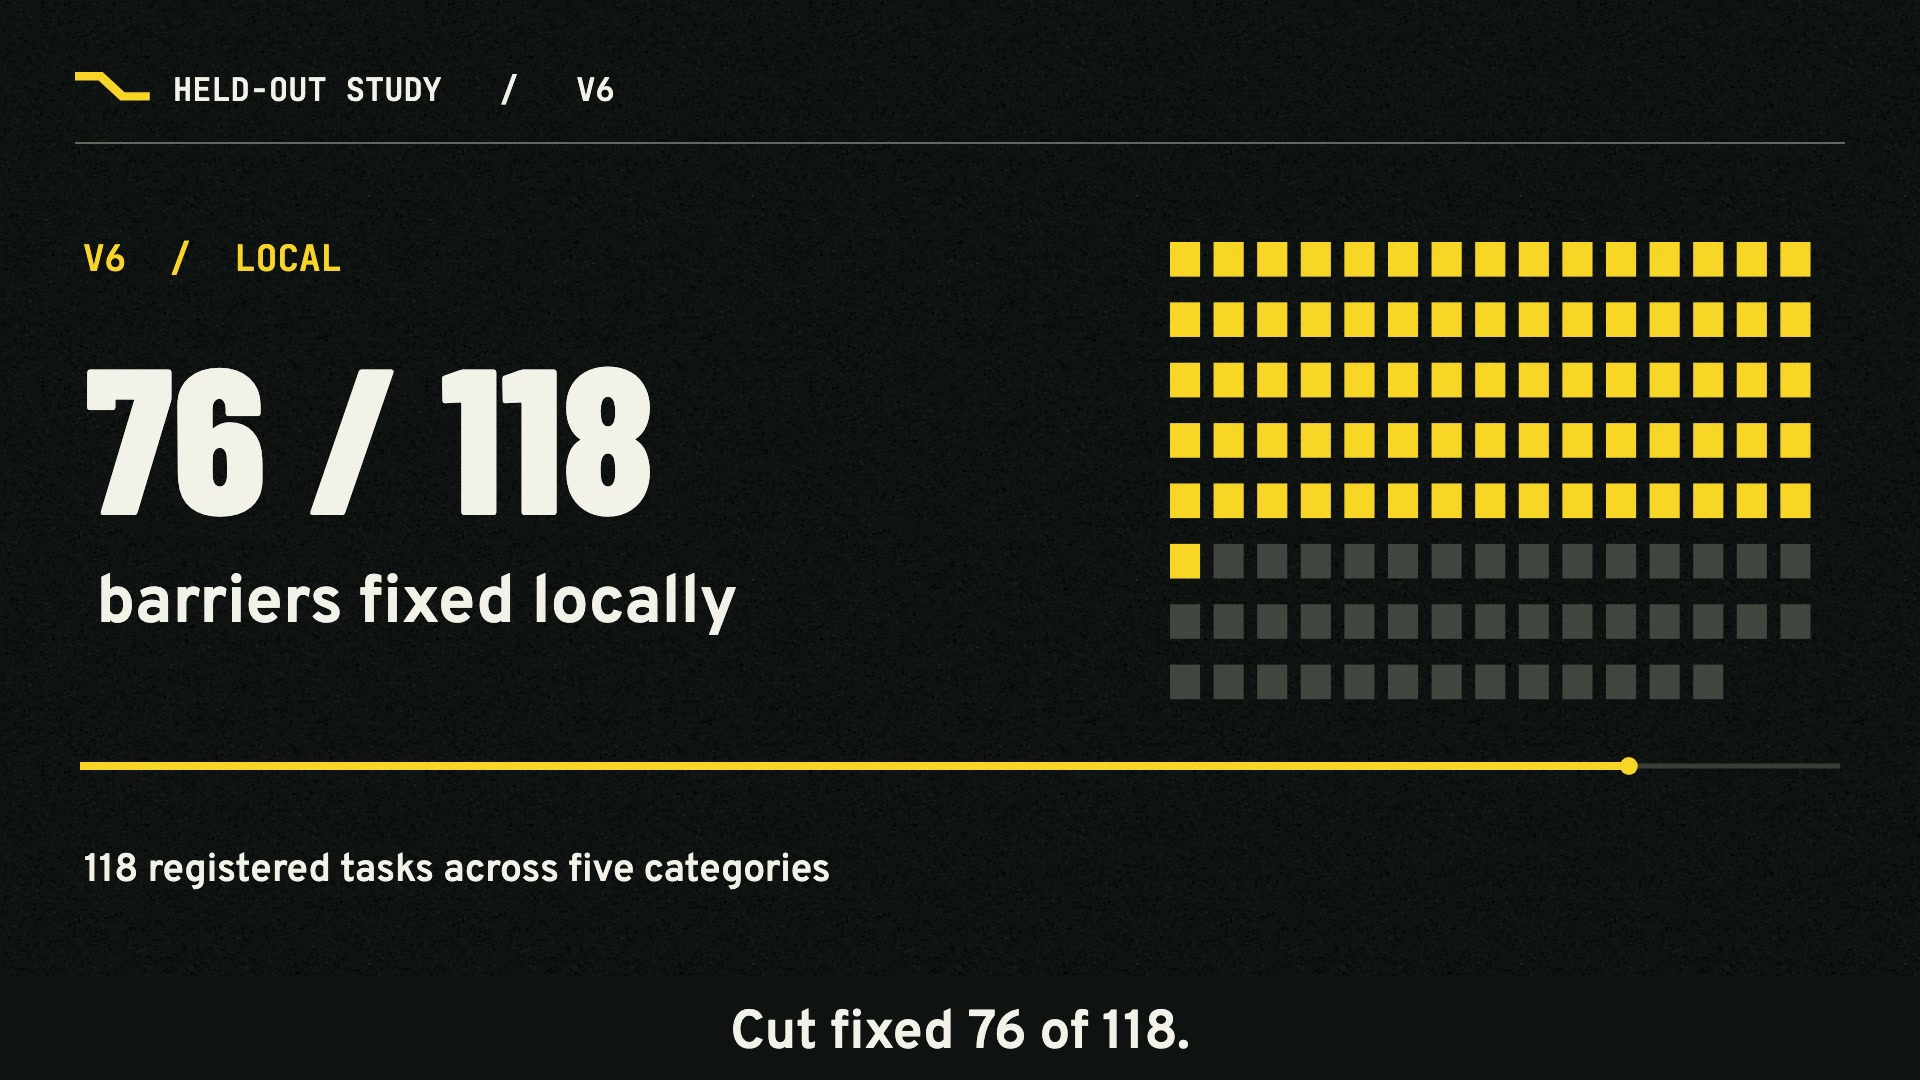 HELD-OUT STUDY / V6
V6 / LOCAL
76 / 118
barriers fixed locally
118 registered tasks across five categories
Cut fixed 76 of 118.